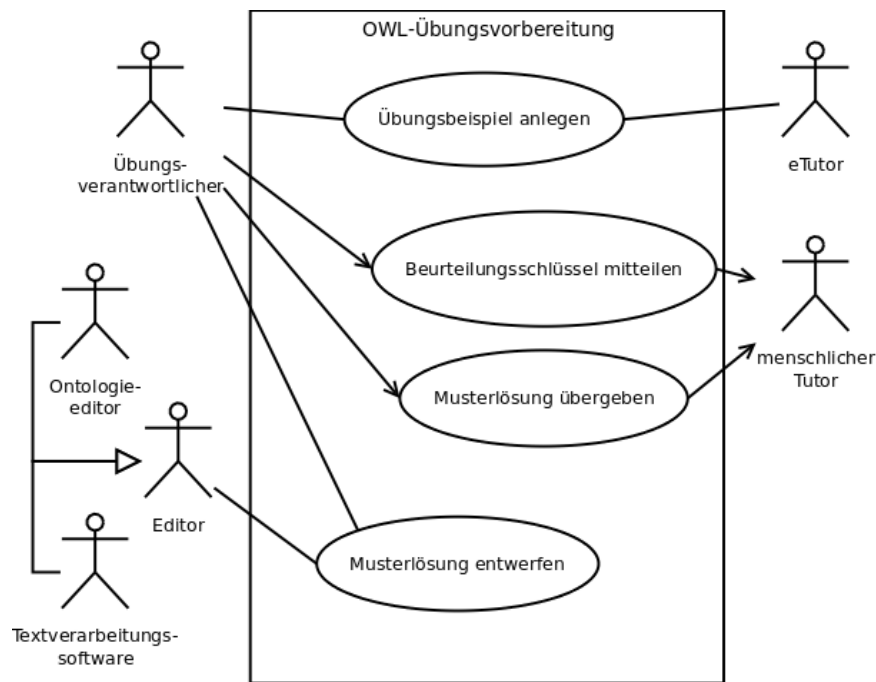 OWL-Übungsvorbereitung
Übungsbeispiel anlegen
Übungs-
verantwortlicher
eTutor
Beurteilungsschlüssel mitteilen
menschlicher
Tutor
Ontologie-
editor
Musterlösung übergeben
Editor
Musterlösung entwerfen
Textverarbeitungs-
software